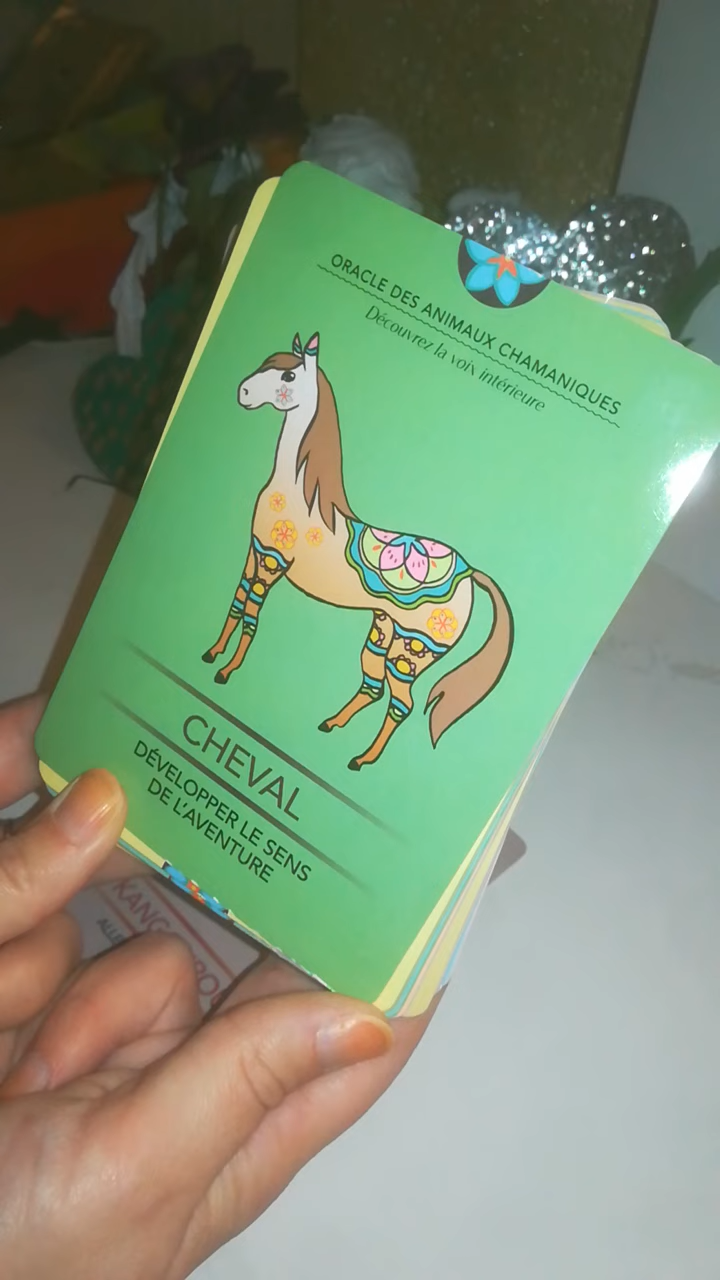 ORACLE DES ANIMAUX CHAMANIQUES
Découvrez la voix intérieure
CHEVAL
DÉVELOPPER LE SENS
DE L'AVENTURE